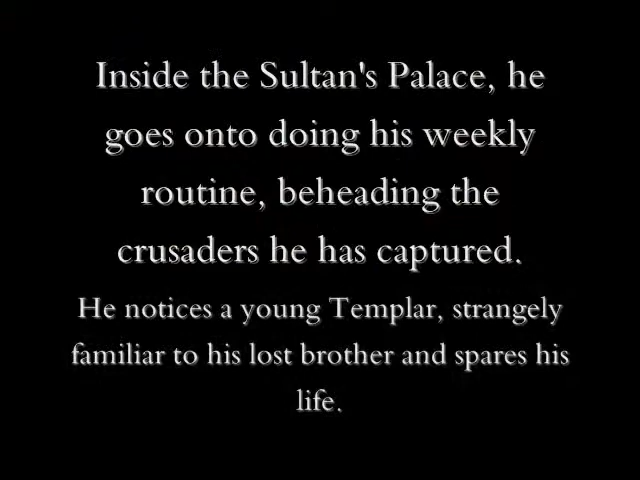 Inside the Sultan's Palace, he
goes onto doing his weekly
routine, beheading the
crusaders he has captured.
He notices a young Templar, strangely
familiar to his lost brother and spares his
life.